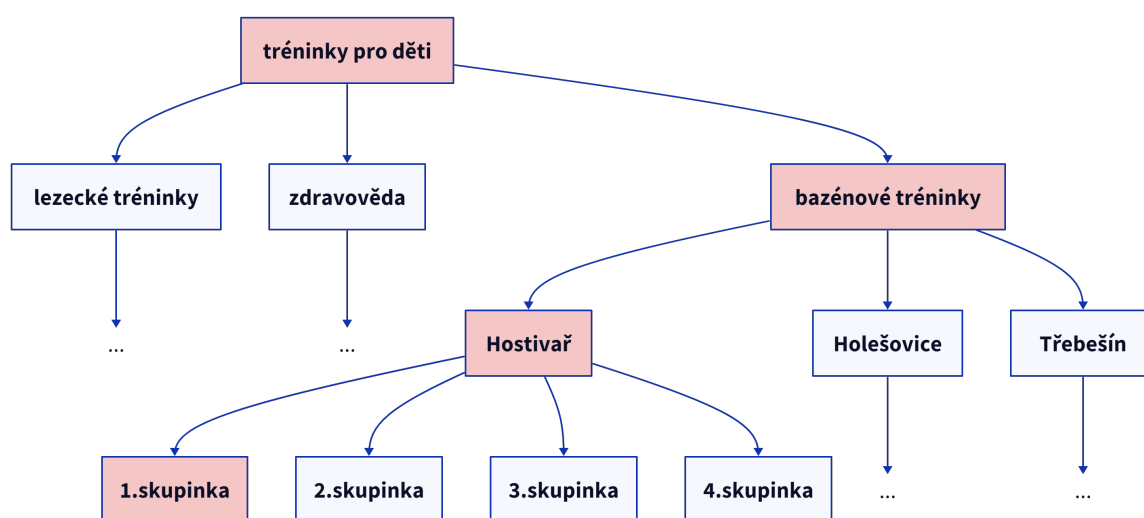 tréninky pro děti
lezecké tréninky
zdravověda
bazénové tréninky
...
...
Hostivař
Holešovice
Třebešín
1.skupinka
2.skupinka
3.skupinka
4.skupinka
...
...